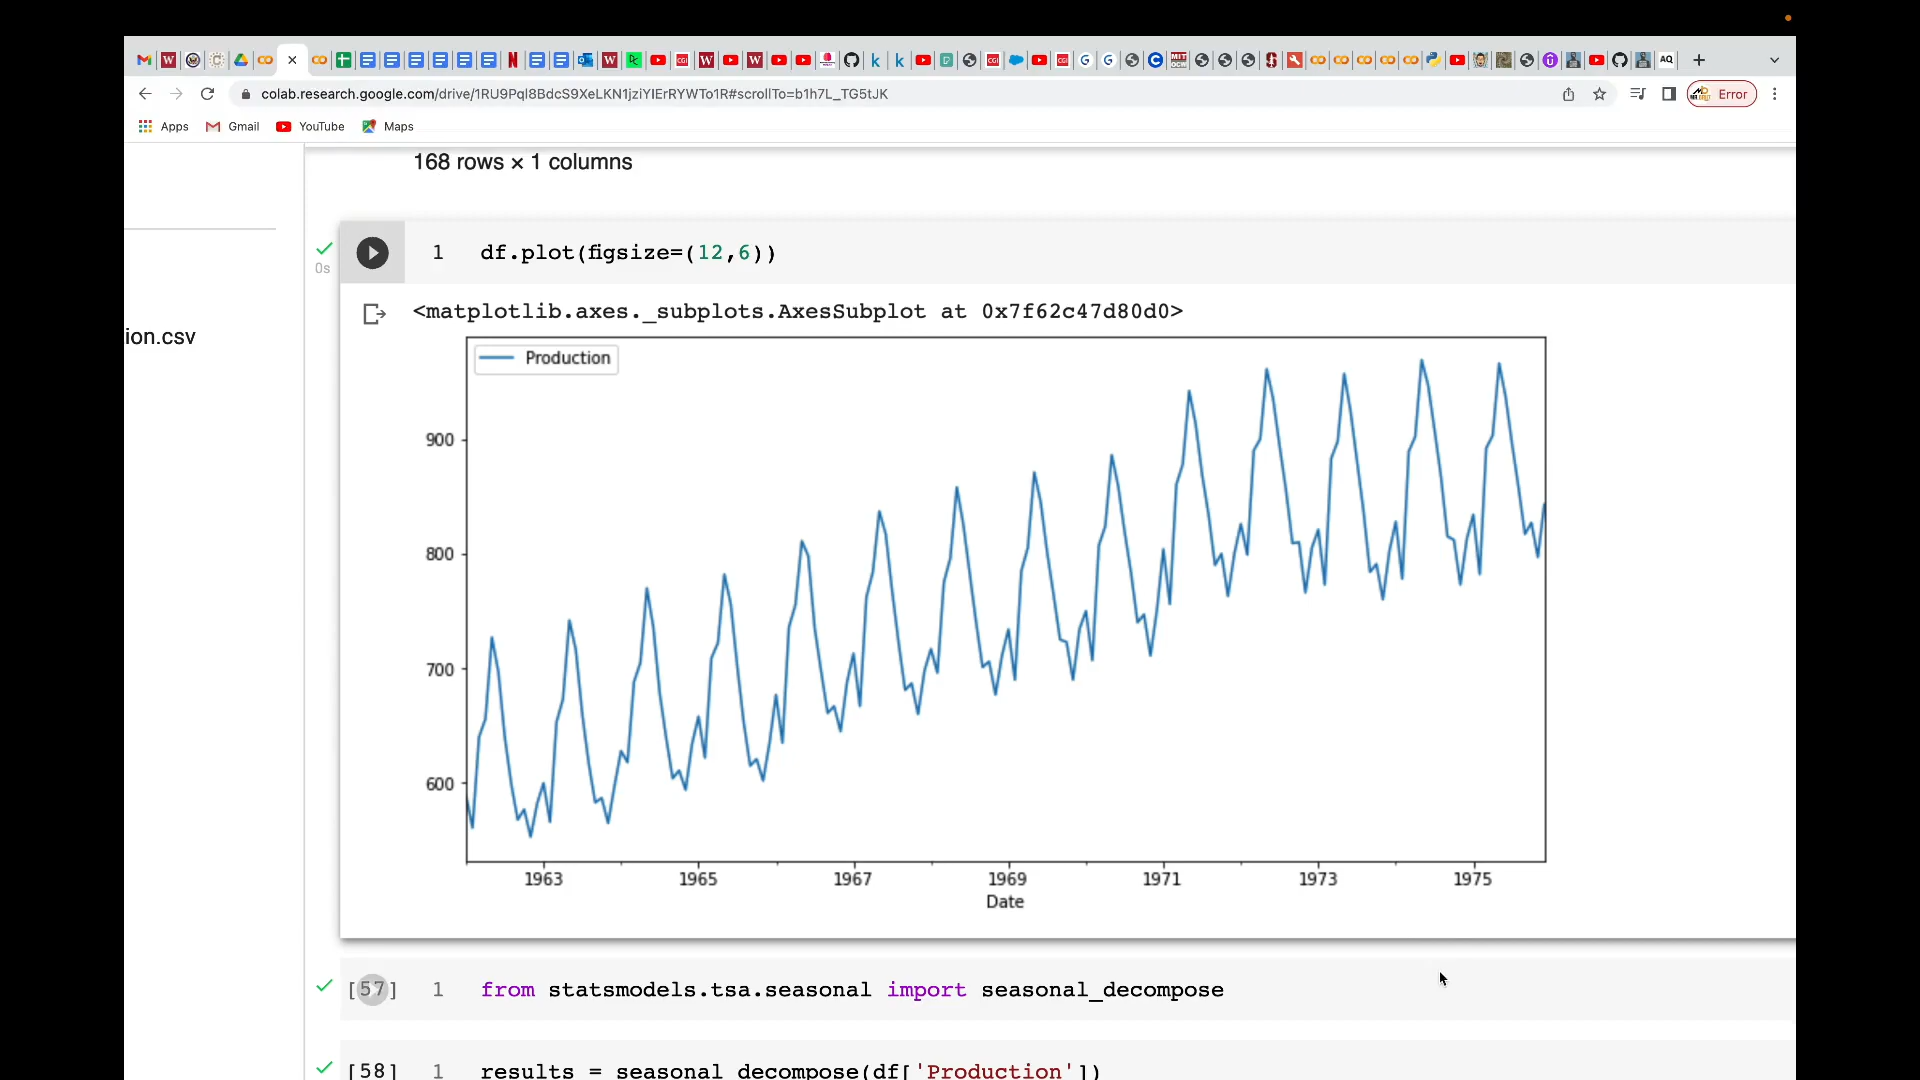 colab.research.google.com/drive/1RU9Pql8BdcS9XeLKN1jziYIErRYWTo1R#scrollTo=b1h7L_TG5tJK
Error
Apps Gmail YouTube Maps
168 rows × 1 columns
0s
1 df.plot(figsize=(12,6))
<matplotlib.axes._subplots.AxesSubplot at 0x7f62c47d80d0>
ion.csv
Production
900
800
700
600
1963 1965 1967 1969 1971 1973 1975
Date
[57] 1 from statsmodels.tsa.seasonal import seasonal_decompose
[58] 1 results = seasonal_decompose(df['Production'])